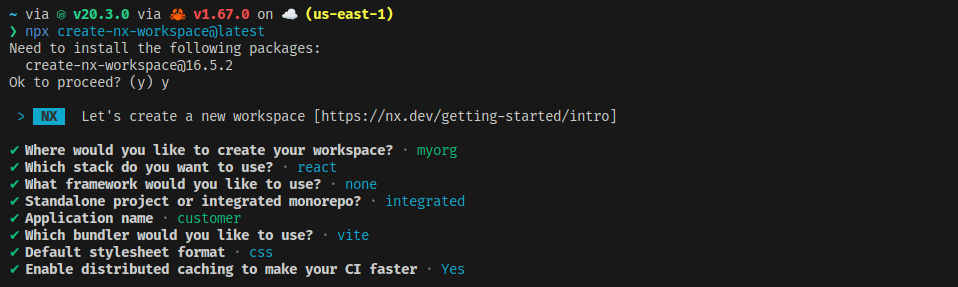 ~ via v20.3.0 via 🦀 v1.67.0 on ☁️ (us-east-1)
❯ npx create-nx-workspace@latest
Need to install the following packages:
  create-nx-workspace@16.5.2
Ok to proceed? (y) y
> NX Let's create a new workspace [https://nx.dev/getting-started/intro]
✔ Where would you like to create your workspace? · myorg
✔ Which stack do you want to use? · react
✔ What framework would you like to use? · none
✔ Standalone project or integrated monorepo? · integrated
✔ Application name · customer
✔ Which bundler would you like to use? · vite
✔ Default stylesheet format · css
✔ Enable distributed caching to make your CI faster · Yes